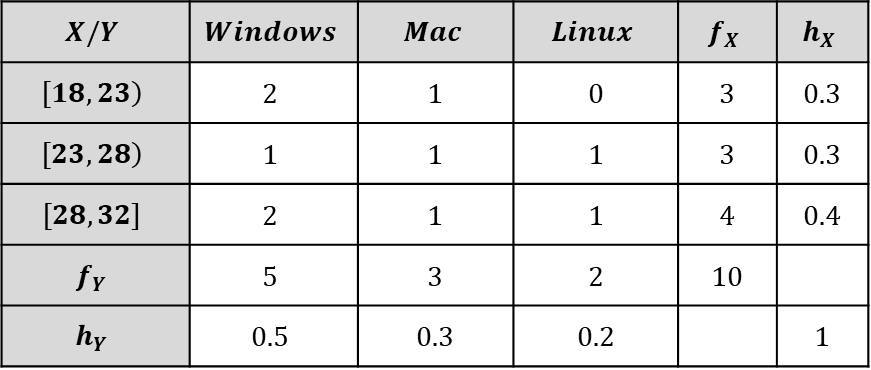 X/Y Windows Mac Linux f_X h_X
[18, 23) 2 1 0 3 0.3
[23, 28) 1 1 1 3 0.3
[28, 32] 2 1 1 4 0.4
f_Y 5 3 2 10
h_Y 0.5 0.3 0.2 1